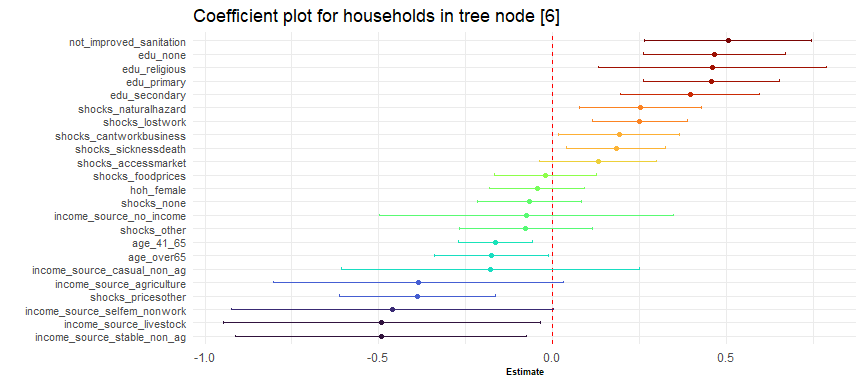 Coefficient plot for households in tree node [6]
not_improved_sanitation
edu_none
edu_religious
edu_primary
edu_secondary
shocks_naturalhazard
shocks_lostwork
shocks_cantworkbusiness
shocks_sicknessdeath
shocks_accessmarket
shocks_foodprices
hoh_female
shocks_none
income_source_no_income
shocks_other
age_41_65
age_over65
income_source_casual_non_ag
income_source_agriculture
shocks_pricesother
income_source_selfem_nonwork
income_source_livestock
income_source_stable_non_ag
-1.0 -0.5 0.0 0.5
Estimate